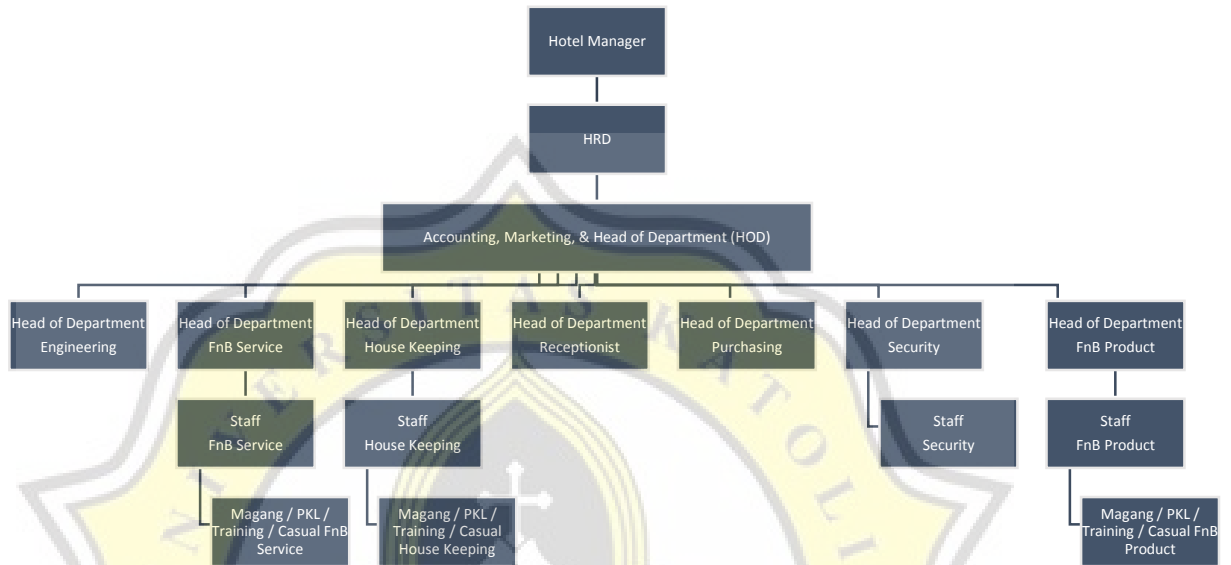 Hotel Manager
HRD
Accounting, Marketing, & Head of Department (HOD)
Head of Department
Engineering
Head of Department
FnB Service
Head of Department
House Keeping
Head of Department
Receptionist
Head of Department
Purchasing
Head of Department
Security
Head of Department
FnB Product
Staff
FnB Service
Staff
House Keeping
Staff
Security
Staff
FnB Product
Magang / PKL /
Training / Casual FnB
Service
Magang / PKL /
Training / Casual
House Keeping
Magang / PKL /
Training / Casual FnB
Product
NIVERSITAS KATOLI